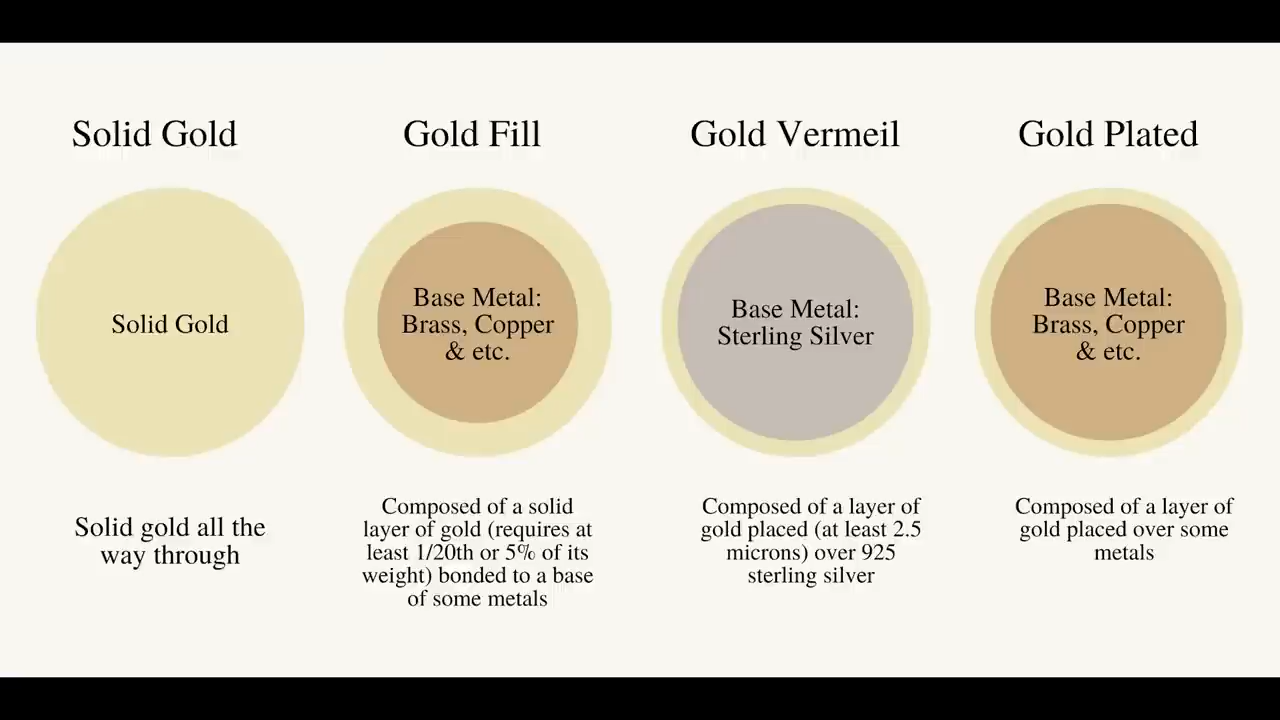 Solid Gold
Gold Fill
Gold Vermeil
Gold Plated
Solid Gold
Base Metal:
Brass, Copper
& etc.
Base Metal:
Sterling Silver
Base Metal:
Brass, Copper
& etc.
Solid gold all the
way through
Composed of a solid
layer of gold (requires at
least 1/20th or 5% of its
weight) bonded to a base
of some metals
Composed of a layer of
gold placed (at least 2.5
microns) over 925
sterling silver
Composed of a layer of
gold placed over some
metals